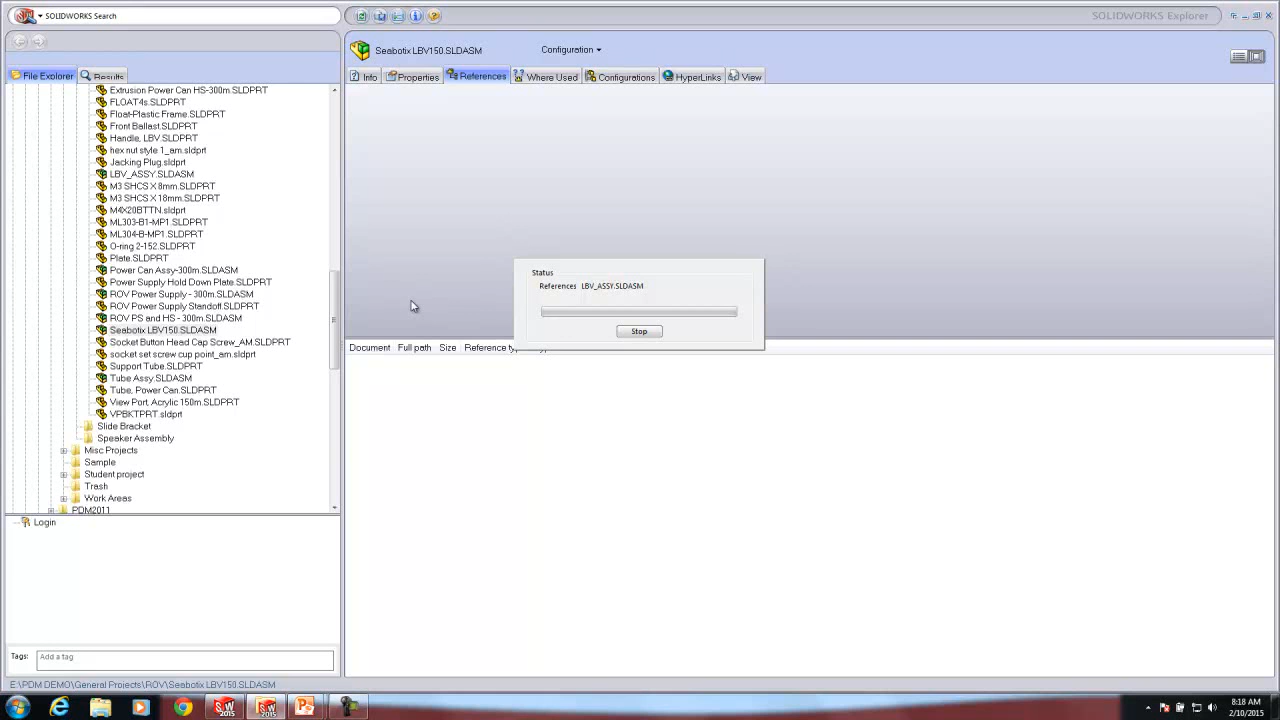 SOLIDWORKS Search
SOLIDWORKS Explorer
Seabotix LBV150.SLDASM
Configuration
File Explorer
Results
Info
Properties
References
Where Used
Configurations
HyperLinks
View
Extrusion Power Can HS-300m.SLDPRT
FLOAT4s.SLDPRT
Float-Plastic Frame.SLDPRT
Front Ballast.SLDPRT
Handle, LBV.SLDPRT
hex nut style 1_am.sldprt
Jacking Plug.sldprt
LBV_ASSY.SLDASM
M3 SHCS X 8mm.SLDPRT
M3 SHCS X 18mm.SLDPRT
M4X20BTTN.sldprt
ML303-B1-MP1.SLDPRT
ML304-B-MP1.SLDPRT
O-ring 2-152.SLDPRT
Plate.SLDPRT
Power Can Assy-300m.SLDASM
Power Supply Hold Down Plate.SLDPRT
ROV Power Supply - 300m.SLDASM
ROV Power Supply Standoff.SLDPRT
ROV PS and HS - 300m.SLDASM
Seabotix LBV150.SLDASM
Socket Button Head Cap Screw_AM.SLDPRT
socket set screw cup point_am.sldprt
Support Tube.SLDPRT
Tube Assy.SLDASM
Tube, Power Can.SLDPRT
View Port, Acrylic 150m.SLDPRT
VPBKTPRT.sldprt
Slide Bracket
Speaker Assembly
Misc Projects
Sample
Student project
Trash
Work Areas
PDM2011
Login
Tags:
Add a tag
E:\PDM DEMO\General Projects\ROV\Seabotix LBV150.SLDASM
Status
References LBV_ASSY.SLDASM
Stop
Document Full path Size Reference
8:18 AM
2/10/2015